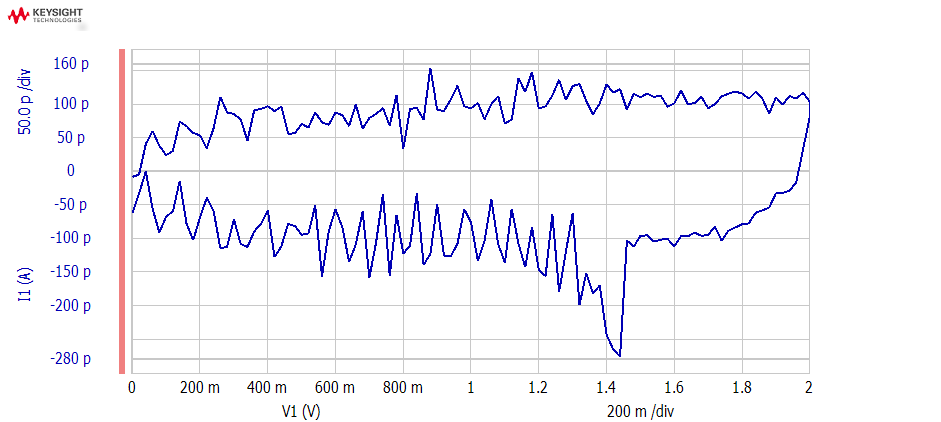 KEYSIGHT
TECHNOLOGIES
50.0 p /div
I1 (A)
160 p
100 p
50 p
0
-50 p
-100 p
-150 p
-200 p
-280 p
0 200 m 400 m 600 m 800 m 1 1.2 1.4 1.6 1.8 2
V1 (V) 200 m /div